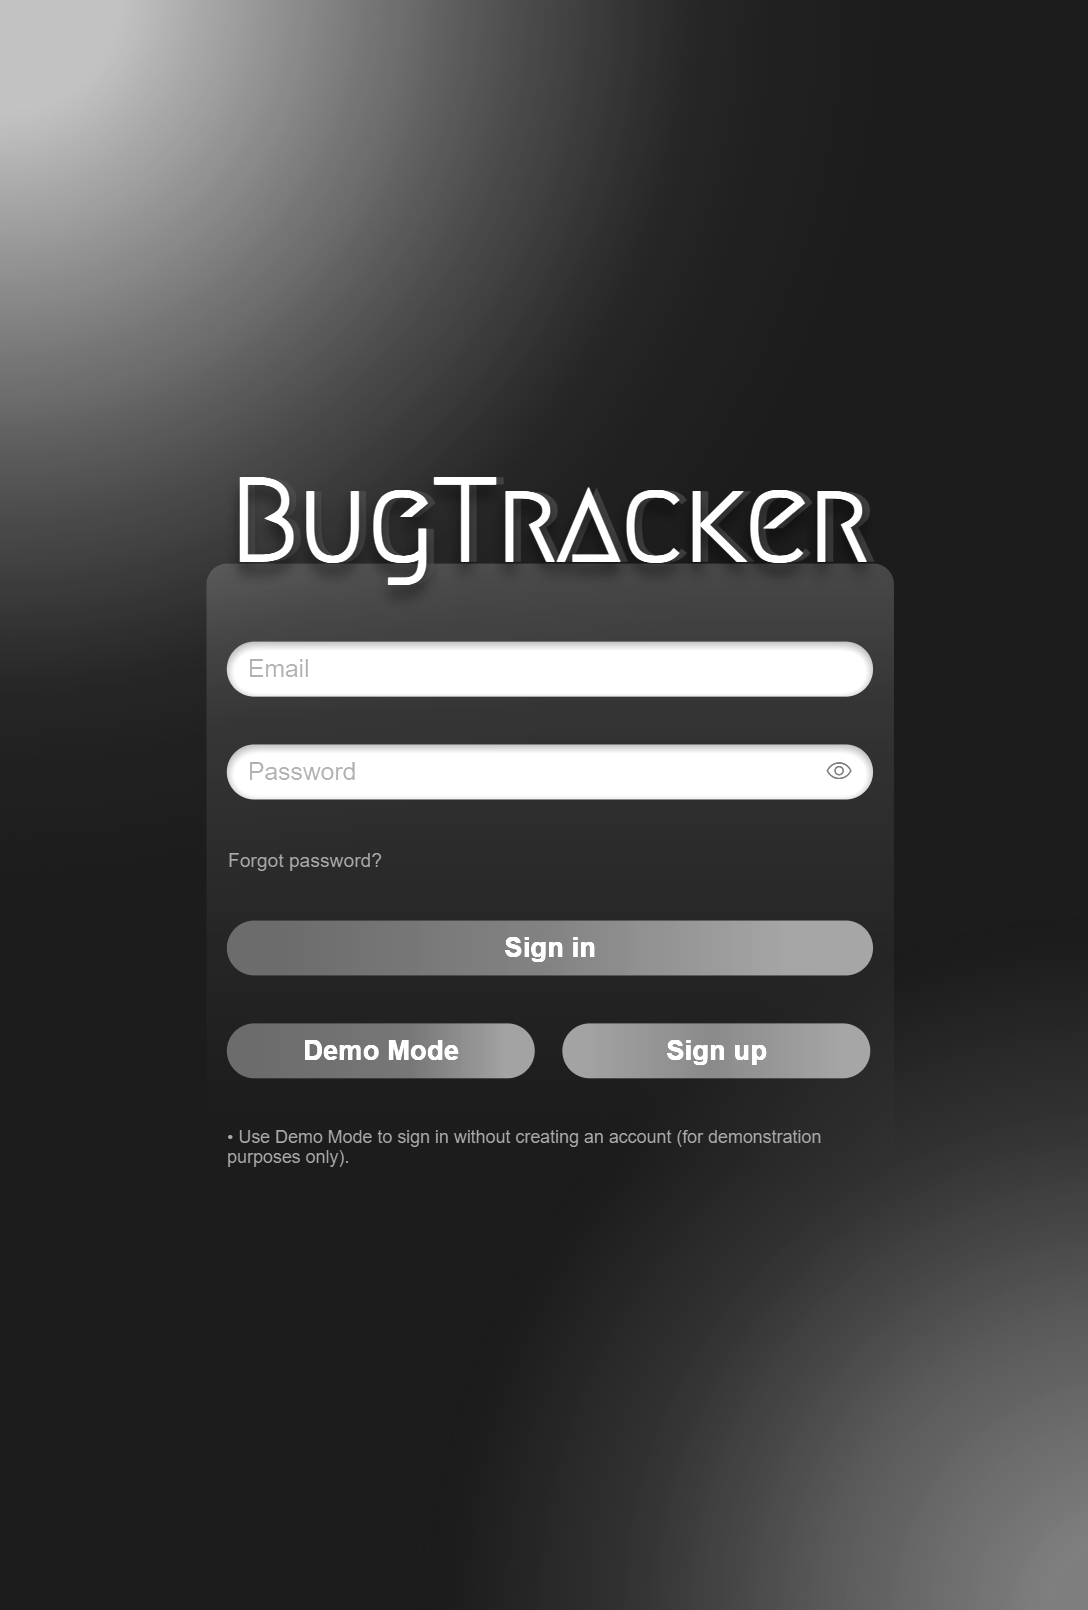 BugTracker
Email
Password
Forgot password?
Sign in
Demo Mode
Sign up
• Use Demo Mode to sign in without creating an account (for demonstration
purposes only).